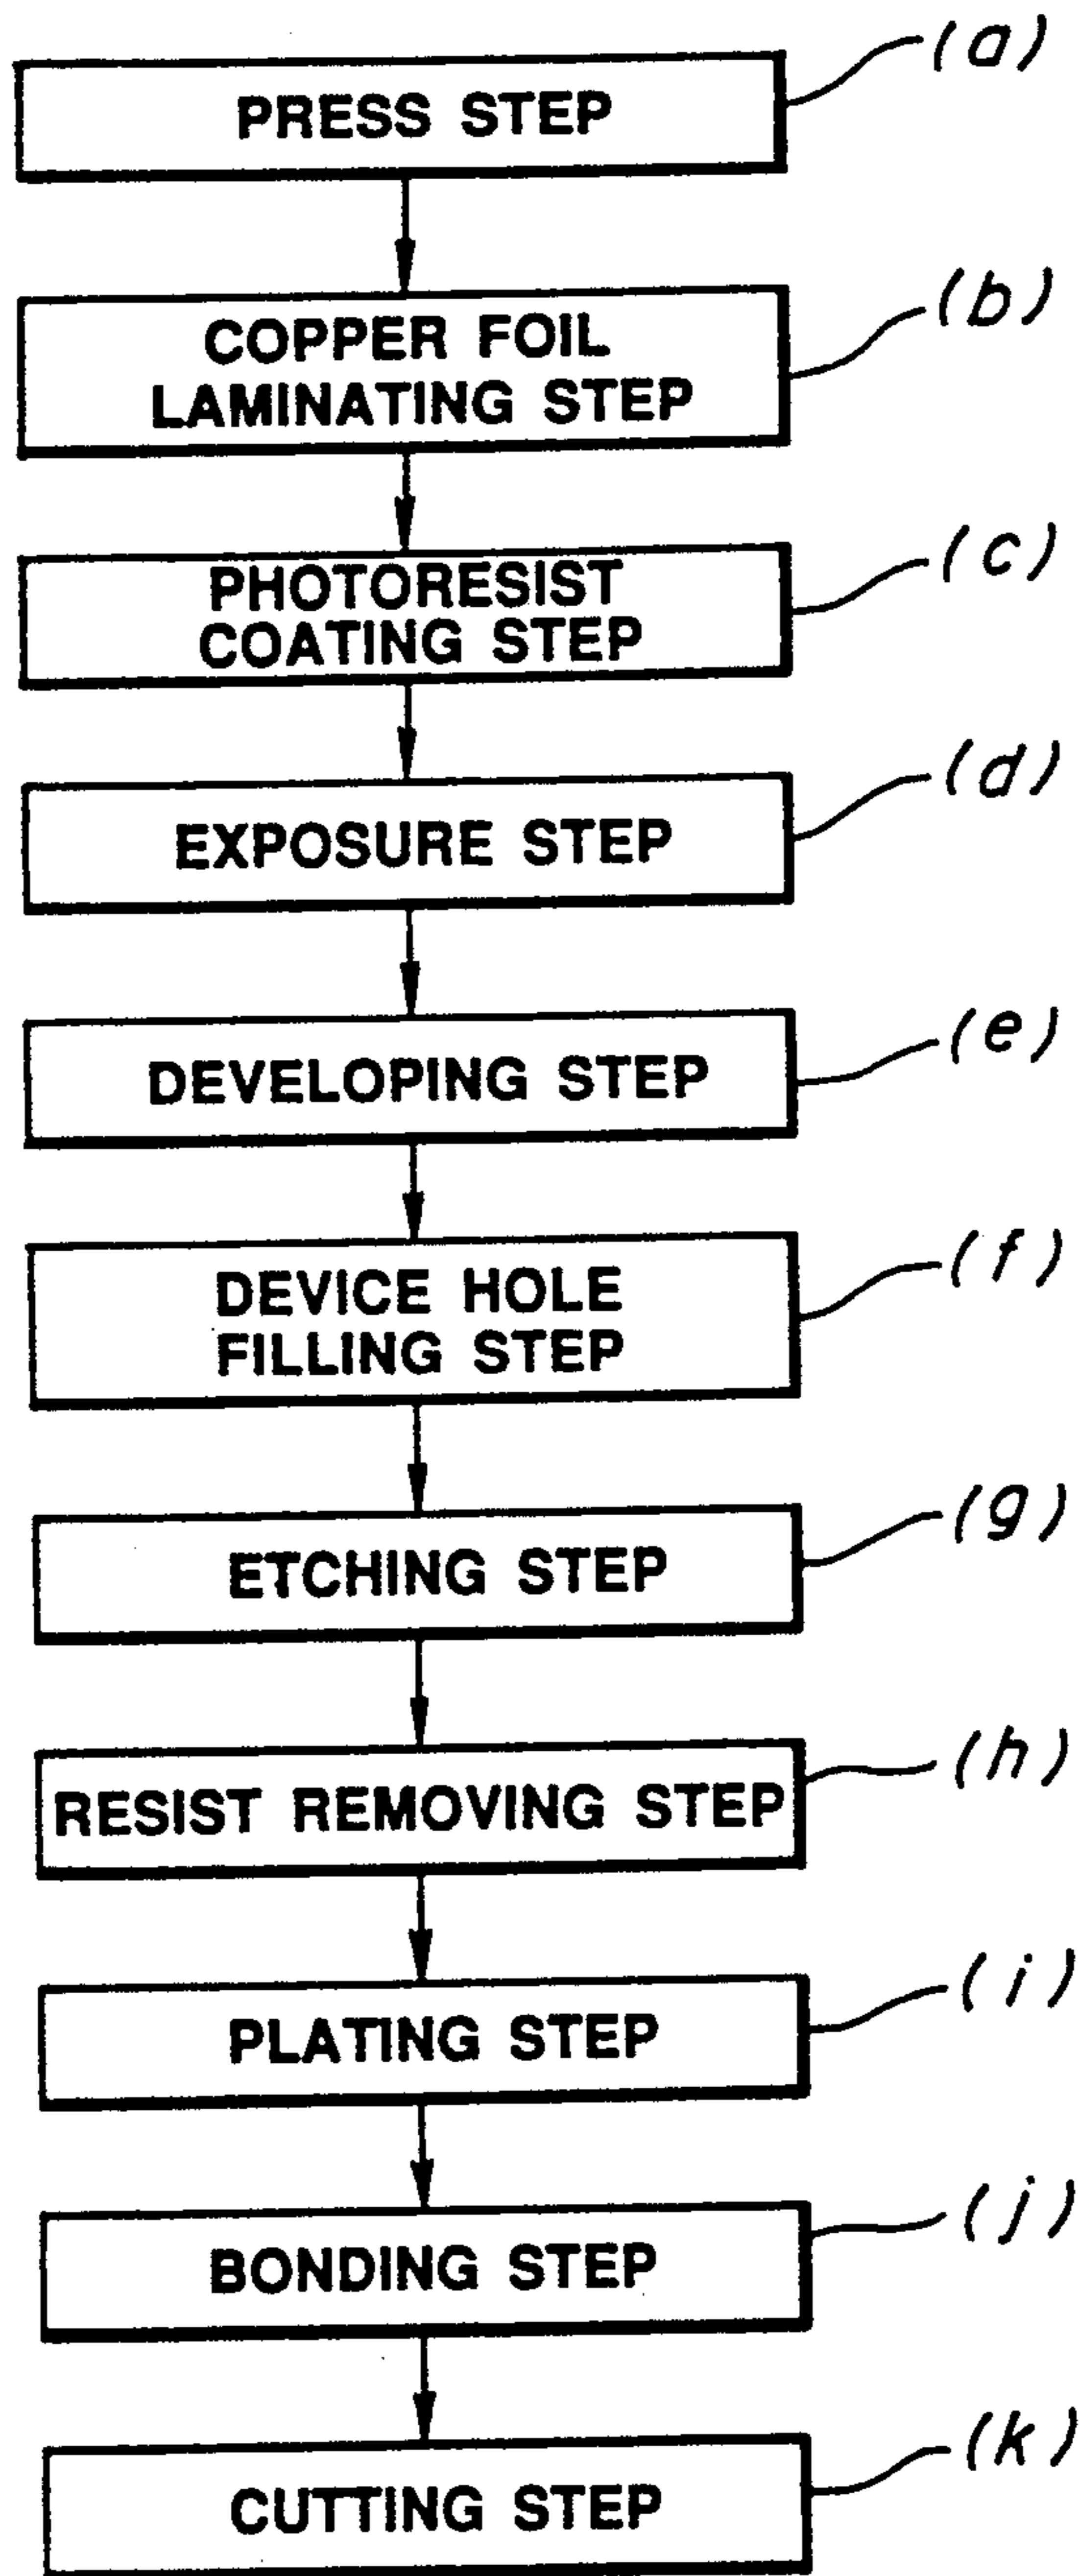 (a)
PRESS STEP
(b)
COPPER FOIL
LAMINATING STEP
(c)
PHOTORESIST
COATING STEP
(d)
EXPOSURE STEP
(e)
DEVELOPING STEP
(f)
DEVICE HOLE
FILLING STEP
(g)
ETCHING STEP
(h)
RESIST REMOVING STEP
(i)
PLATING STEP
(j)
BONDING STEP
(k)
CUTTING STEP